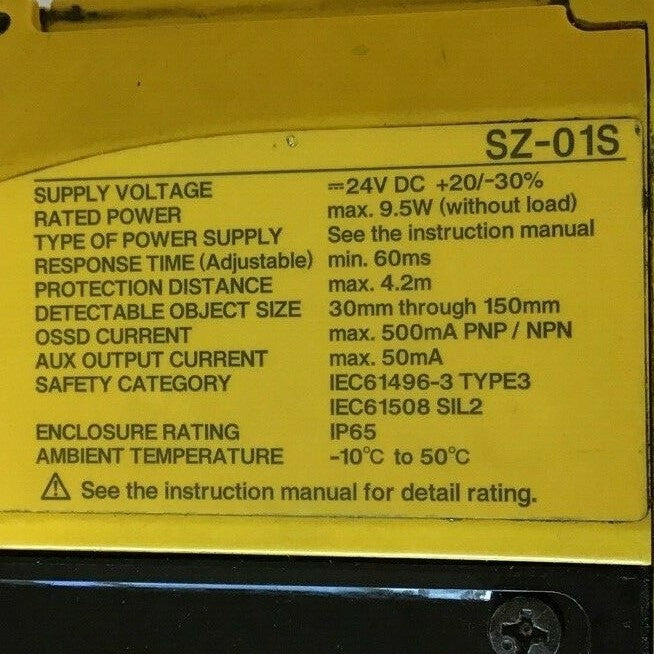 SZ-01S
SUPPLY VOLTAGE ⎓24V DC +20/-30%
RATED POWER max. 9.5W (without load)
TYPE OF POWER SUPPLY See the instruction manual
RESPONSE TIME (Adjustable) min. 60ms
PROTECTION DISTANCE max. 4.2m
DETECTABLE OBJECT SIZE 30mm through 150mm
OSSD CURRENT max. 500mA PNP / NPN
AUX OUTPUT CURRENT max. 50mA
SAFETY CATEGORY IEC61496-3 TYPE3
IEC61508 SIL2
ENCLOSURE RATING IP65
AMBIENT TEMPERATURE -10°C to 50°C
⚠ See the instruction manual for detail rating.